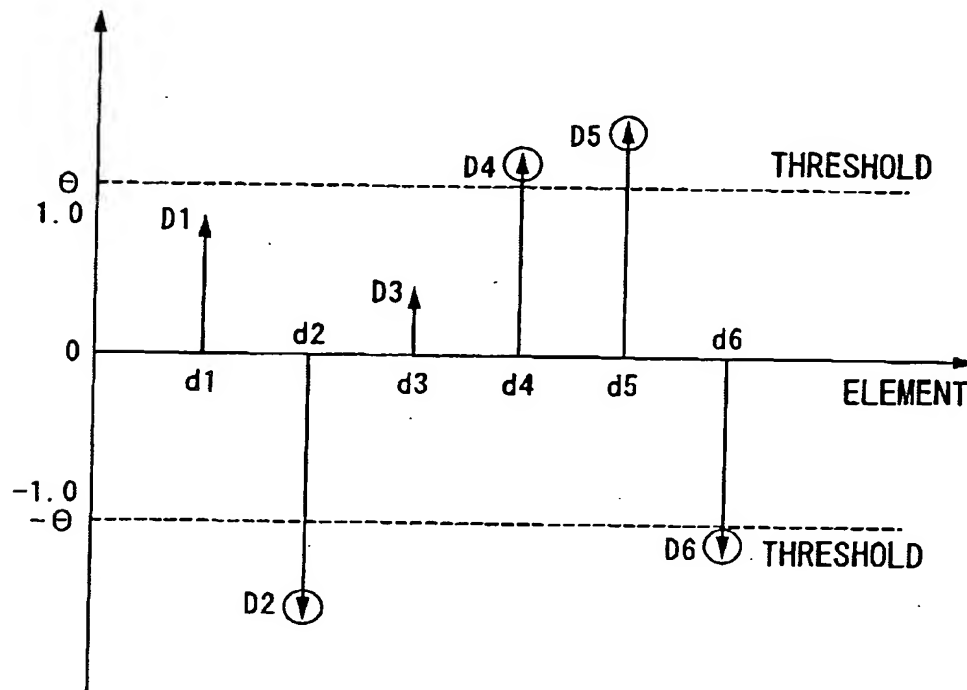 D5
THRESHOLD
D4
θ
1.0
D1
D3
d2
d6
0
d1
d3
d4
d5
ELEMENT
-1.0
-θ
D6
THRESHOLD
D2